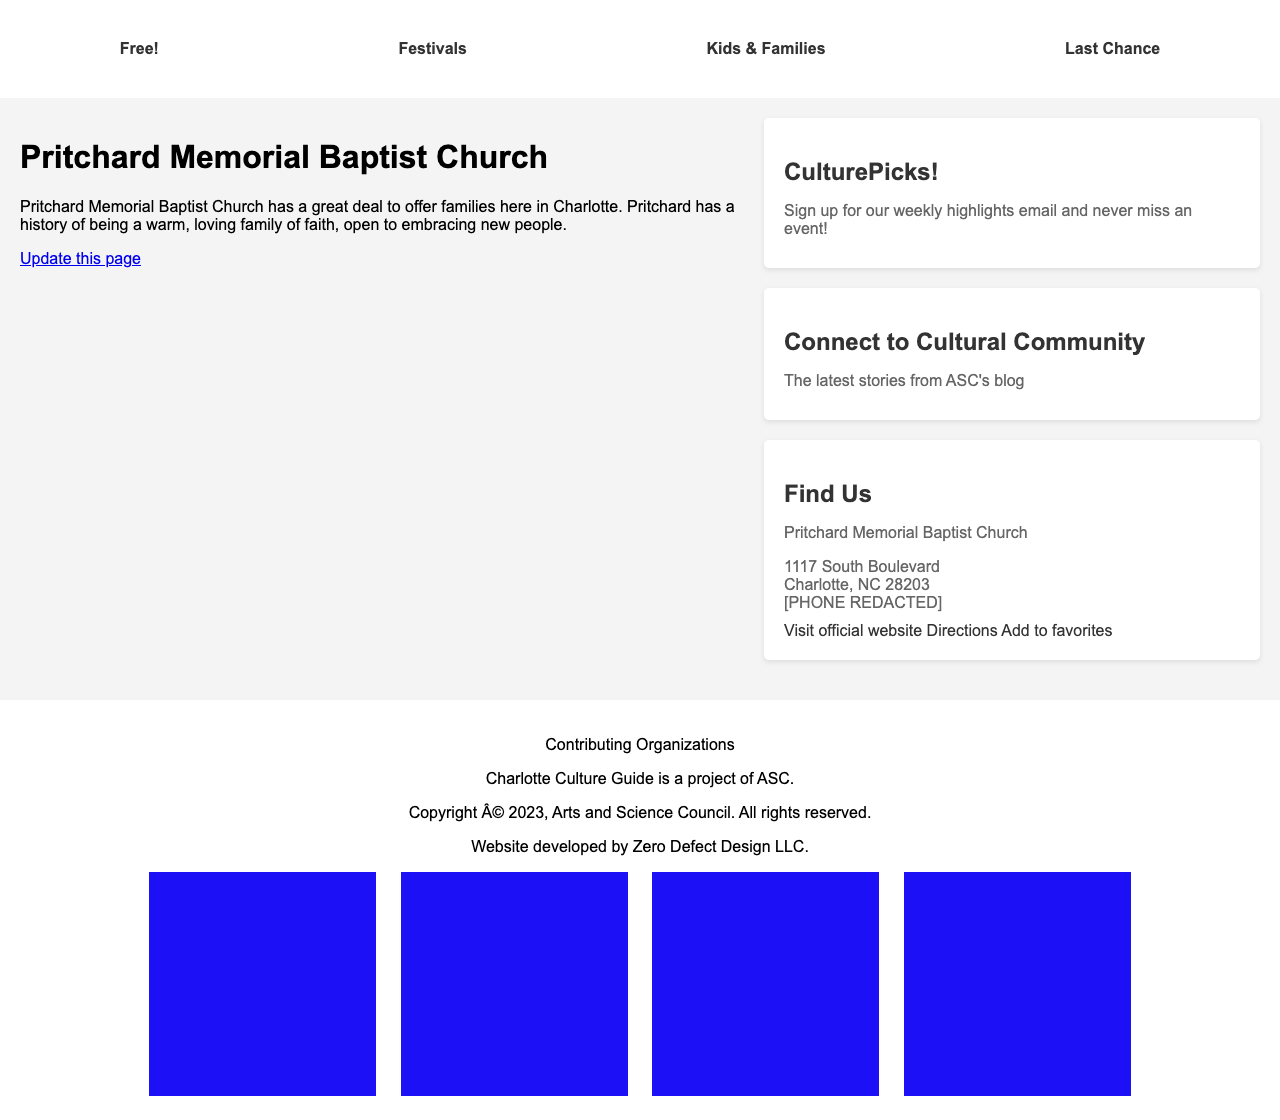 Free!
Festivals
Kids & Families
Last Chance
Pritchard Memorial Baptist Church
Pritchard Memorial Baptist Church has a great deal to offer families here in Charlotte. Pritchard has a
history of being a warm, loving family of faith, open to embracing new people.
Update this page
CulturePicks!
Sign up for our weekly highlights email and never miss an
event!
Connect to Cultural Community
The latest stories from ASC's blog
Find Us
Pritchard Memorial Baptist Church
1117 South Boulevard
Charlotte, NC 28203
[PHONE REDACTED]
Visit official website Directions Add to favorites
Contributing Organizations
Charlotte Culture Guide is a project of ASC.
Copyright Â© 2023, Arts and Science Council. All rights reserved.
Website developed by Zero Defect Design LLC.